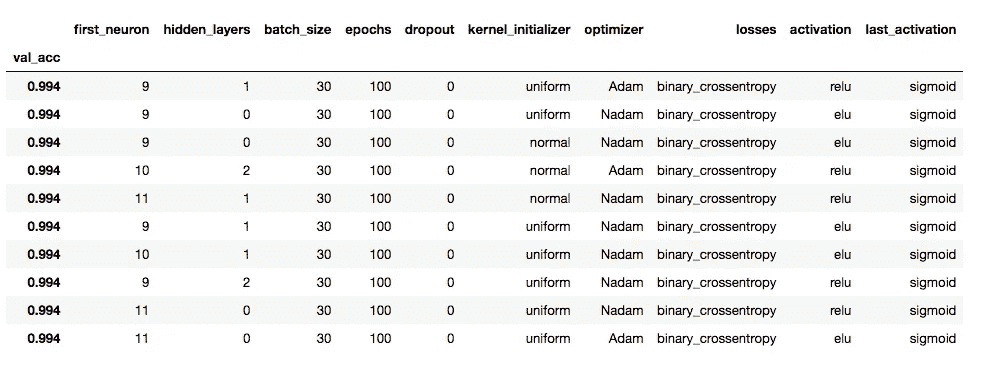 first_neuron hidden_layers batch_size epochs dropout kernel_initializer optimizer losses activation last_activation
val_acc
0.994 9 1 30 100 0 uniform Adam binary_crossentropy relu sigmoid
0.994 9 0 30 100 0 uniform Nadam binary_crossentropy elu sigmoid
0.994 9 0 30 100 0 normal Nadam binary_crossentropy elu sigmoid
0.994 10 2 30 100 0 normal Adam binary_crossentropy relu sigmoid
0.994 11 1 30 100 0 normal Nadam binary_crossentropy relu sigmoid
0.994 9 1 30 100 0 uniform Nadam binary_crossentropy elu sigmoid
0.994 10 1 30 100 0 uniform Nadam binary_crossentropy elu sigmoid
0.994 9 2 30 100 0 uniform Nadam binary_crossentropy relu sigmoid
0.994 11 0 30 100 0 uniform Nadam binary_crossentropy relu sigmoid
0.994 11 0 30 100 0 uniform Adam binary_crossentropy elu sigmoid